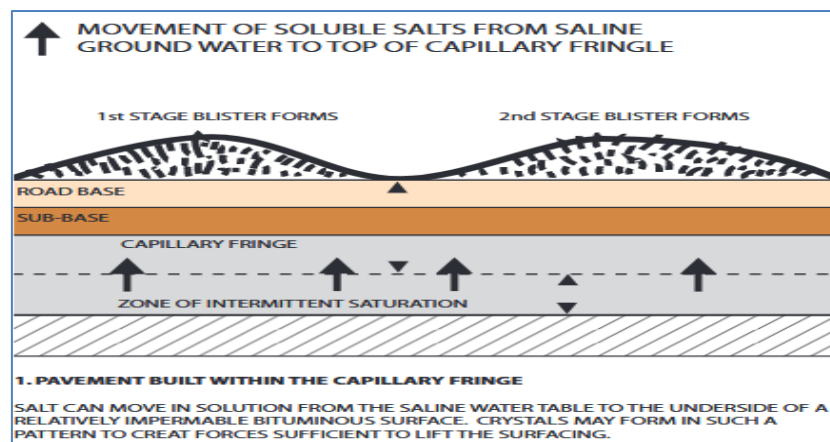 MOVEMENT OF SOLUBLE SALTS FROM SALINE
GROUND WATER TO TOP OF CAPILLARY FRINGLE
1st STAGE BLISTER FORMS
2nd STAGE BLISTER FORMS
ROAD BASE
SUB-BASE
CAPILLARY FRINGE
ZONE OF INTERMITTENT SATURATION
1. PAVEMENT BUILT WITHIN THE CAPILLARY FRINGE
SALT CAN MOVE IN SOLUTION FROM THE SALINE WATER TABLE TO THE UNDERSIDE OF A
RELATIVELY IMPERMABLE BITUMINOUS SURFACE. CRYSTALS MAY FORM IN SUCH A
PATTERN TO CREAT FORCES SUFFICIENT TO LIFT THE SURFACING.